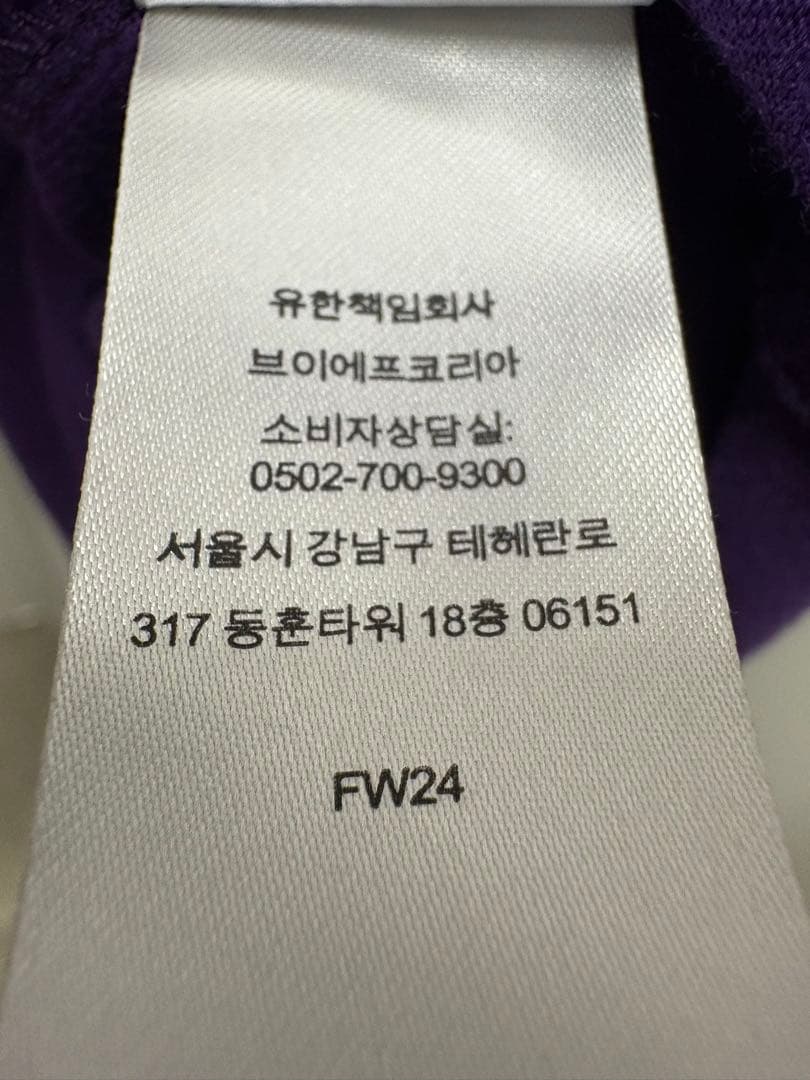 유한책임회사
브이에프코리아
소비자상담실:
0502-700-9300
서울시 강남구 테헤란로
317 동훈타워 18층 06151
FW24